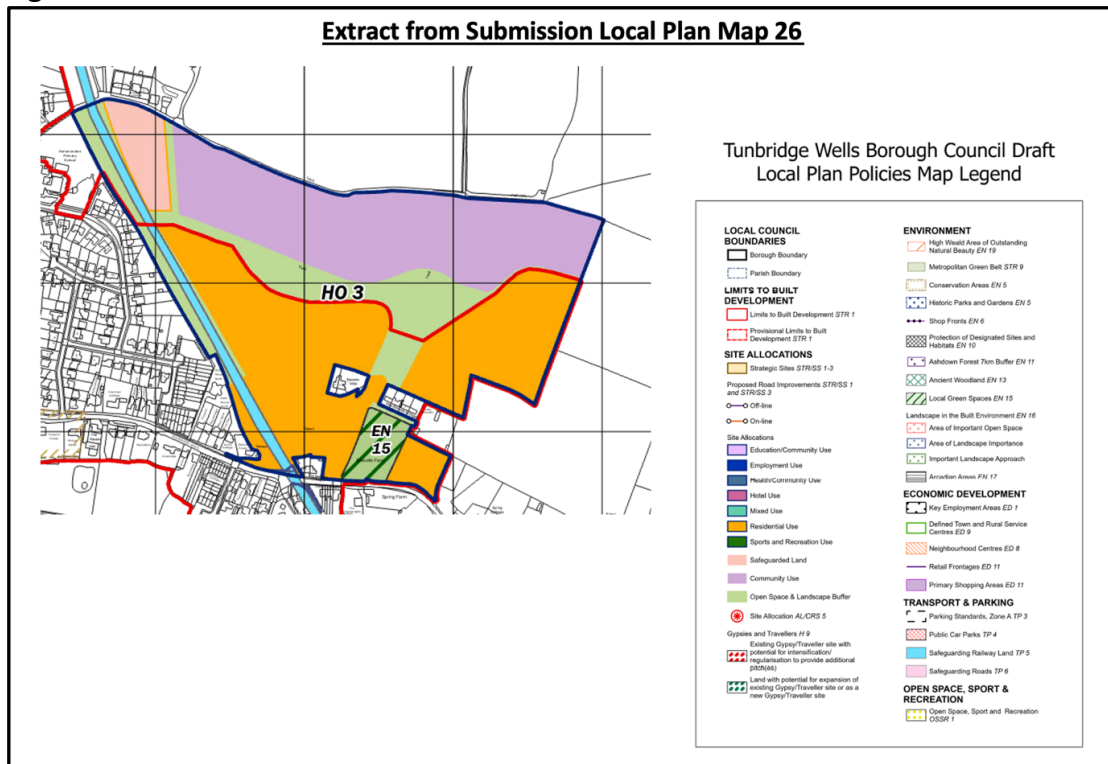 Extract from Submission Local Plan Map 26
HO 3
EN
15
Spring Farm
Tunbridge Wells Borough Council Draft
Local Plan Policies Map Legend
LOCAL COUNCIL
BOUNDARIES
Borough Boundary
Parish Boundary
LIMITS TO BUILT
DEVELOPMENT
Limits to Built Development STR 1
Provisional Limits to Built
Development STR 1
SITE ALLOCATIONS
Strategic Sites STR/SS 1-3
Proposed Road Improvements STR/SS 1
and STR/SS 3
Off-line
On-line
Site Allocations
Education/Community Use
Employment Use
Health/Community Use
Hotel Use
Mixed Use
Residential Use
Sports and Recreation Use
Safeguarded Land
Community Use
Open Space & Landscape Buffer
Site Allocation AL/CRS 5
Gypsies and Travellers H 9
Existing Gypsy/Traveller site with
potential for intensification/
regularisation to provide additional
pitch(es)
Land with potential for expansion of
existing Gypsy/Traveller site or as a
new Gypsy/Traveller site
ENVIRONMENT
High Weald Area of Outstanding
Natural Beauty EN 19
Metropolitan Green Belt STR 9
Conservation Areas EN 5
Historic Parks and Gardens EN 5
Shop Fronts EN 6
Protection of Designated Sites and
Habitats EN 10
Ashdown Forest 7km Buffer EN 11
Ancient Woodland EN 13
Local Green Spaces EN 15
Landscape in the Built Environment EN 16
Area of Important Open Space
Area of Landscape Importance
Important Landscape Approach
Arcadian Areas EN 17
ECONOMIC DEVELOPMENT
Key Employment Areas ED 1
Defined Town and Rural Service
Centres ED 9
Neighbourhood Centres ED 8
Retail Frontages ED 11
Primary Shopping Areas ED 11
TRANSPORT & PARKING
Parking Standards, Zone A TP 3
Public Car Parks TP 4
Safeguarding Railway Land TP 5
Safeguarding Roads TP 6
OPEN SPACE, SPORT &
RECREATION
Open Space, Sport and Recreation
OSSR 1